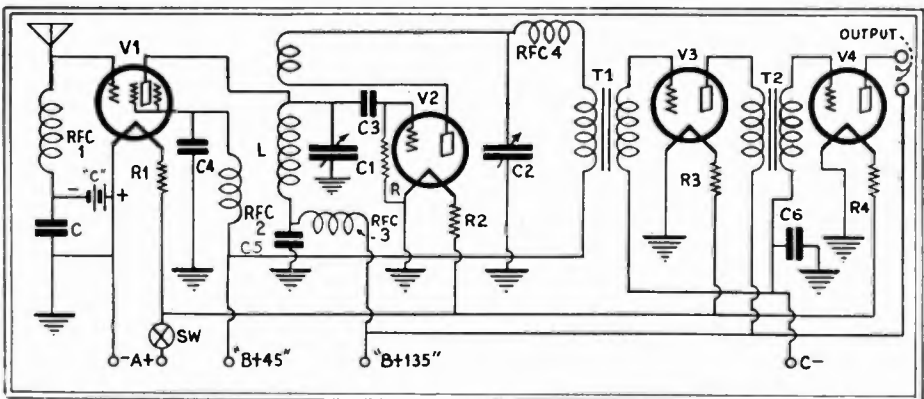 OUTPUT.
V1
RFC 4
V3
V4
T1
T2
V2
C3
RFC
1
"C"
- +
R1
C4
L
C1
C2
R
RFC
2
RFC
-3
R2
R3
R4
C
C5
C6
SW
-A+
"B+45"
"B+135"
C-